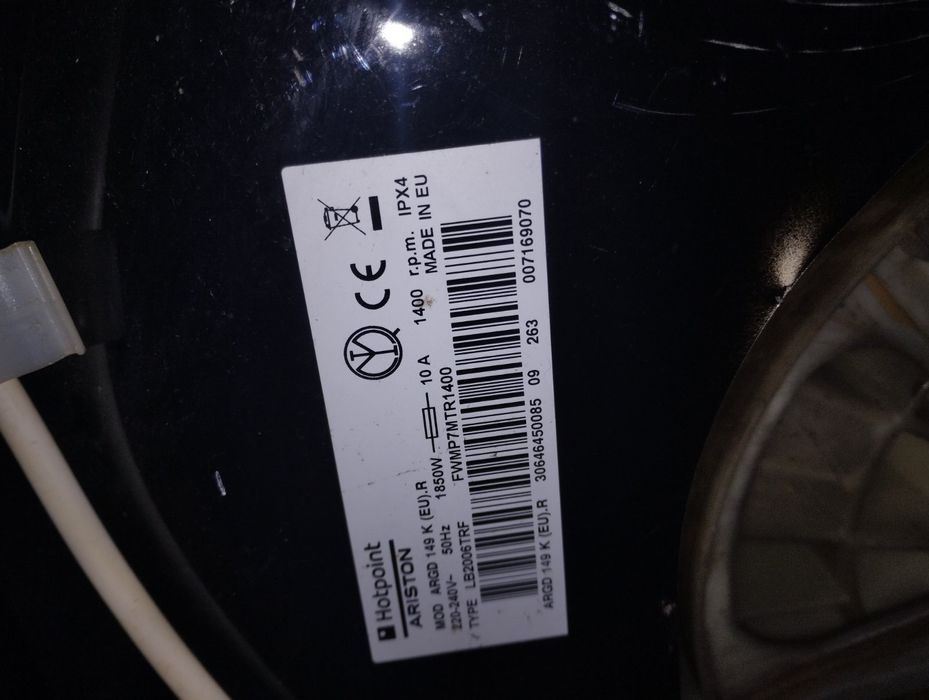 Hotpoint
ARISTON
MOD ARGD 149 K (EU).R
220-240V~ 50Hz 1850W 10 A 1400 r.p.m. IPX4
TYPE LB2006TRF FWMP7MTR1400 MADE IN EU
ARGD 149 K (EU).R 30646450085 09 263 007169070